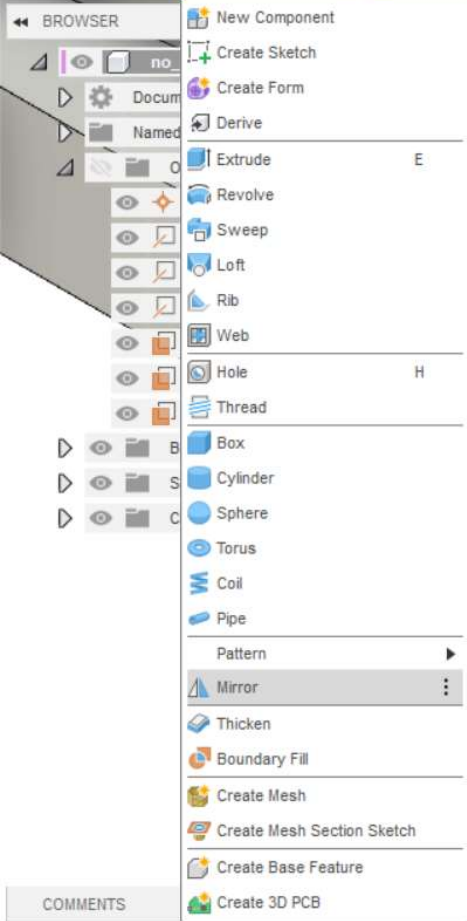 BROWSER
no_
Docum
Named
O
B
S
C
COMMENTS
New Component
Create Sketch
Create Form
Derive
Extrude E
Revolve
Sweep
Loft
Rib
Web
Hole H
Thread
Box
Cylinder
Sphere
Torus
Coil
Pipe
Pattern
Mirror
Thicken
Boundary Fill
Create Mesh
Create Mesh Section Sketch
Create Base Feature
Create 3D PCB